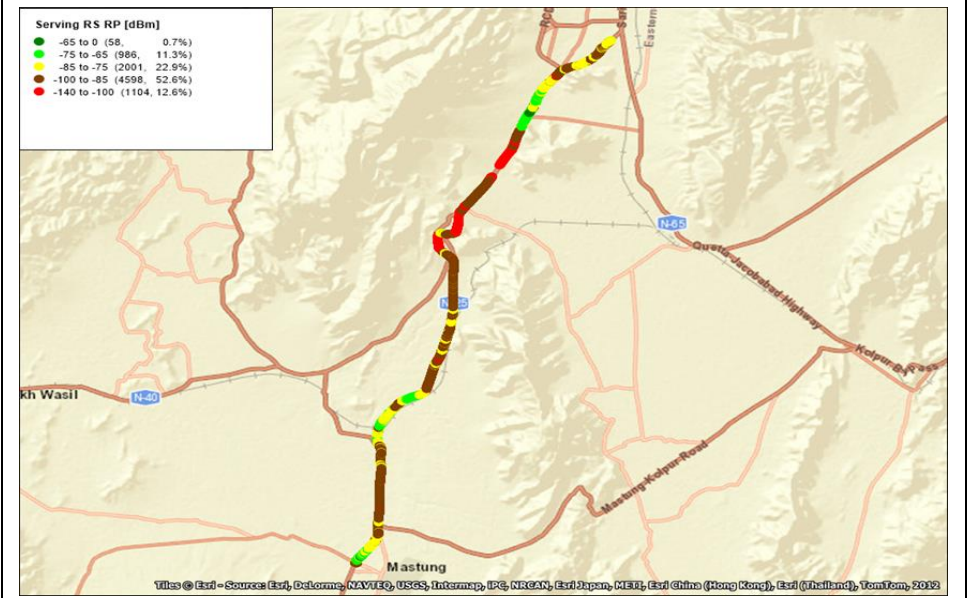 Serving RS RP [dBm]
-65 to 0 (58, 0.7%)
-75 to -65 (986, 11.3%)
-85 to -75 (2001, 22.9%)
-100 to -85 (4598, 52.6%)
-140 to -100 (1104, 12.6%)
Eastern
N-65
Quetta-Jacobabad Highway
Kolpur ByPass
kh Wasil
N-40
Mastung-Kolpur-Road
Mastung
Tiles © Esri - Source: Esri, DeLorme, NAVTEQ, USGS, Intermap, iPC, NRCAN, Esri Japan, METI, Esri China (Hong Kong), Esri (Thailand), TomTom, 2012